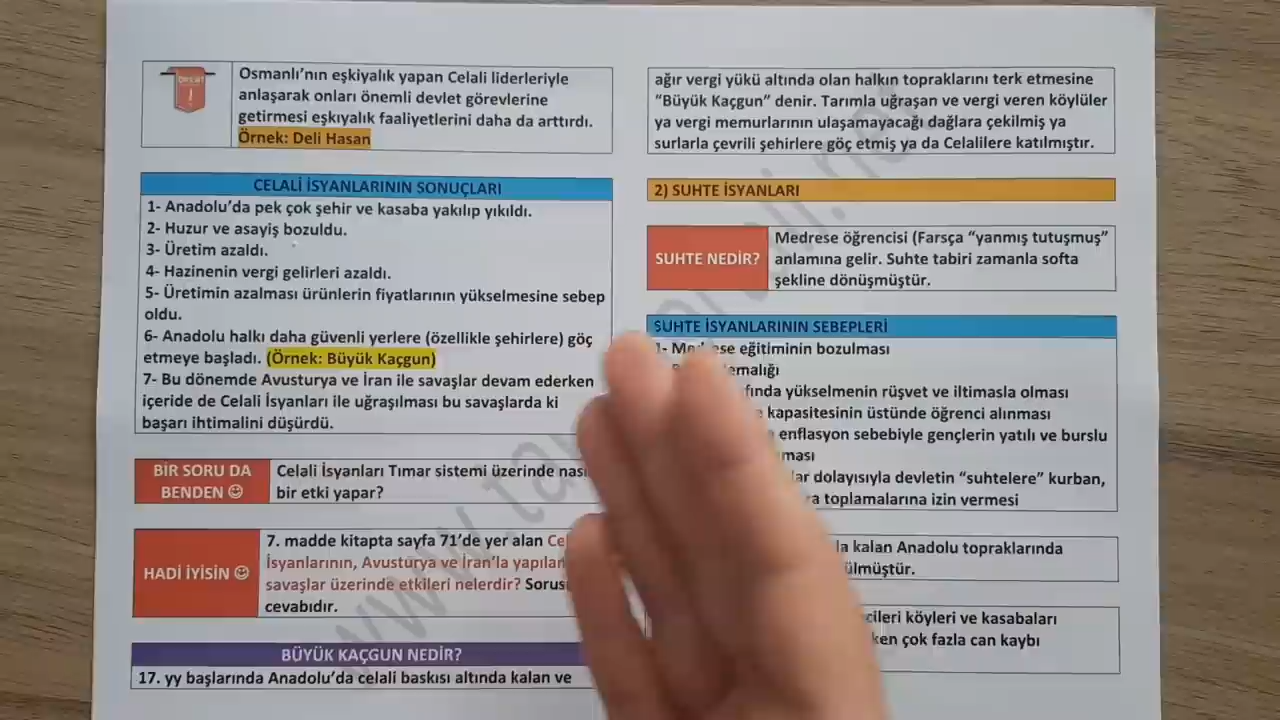 DİKKAT
!
Osmanlı’nın eşkiyalık yapan Celali liderleriyle
anlaşarak onları önemli devlet görevlerine
getirmesi eşkıyalık faaliyetlerini daha da arttırdı.
Örnek: Deli Hasan
CELALİ İSYANLARININ SONUÇLARI
1- Anadolu’da pek çok şehir ve kasaba yakılıp yıkıldı.
2- Huzur ve asayiş bozuldu.
3- Üretim azaldı.
4- Hazinenin vergi gelirleri azaldı.
5- Üretimin azalması ürünlerin fiyatlarının yükselmesine sebep
oldu.
6- Anadolu halkı daha güvenli yerlere (özellikle şehirlere) göç
etmeye başladı. (Örnek: Büyük Kaçgun)
7- Bu dönemde Avusturya ve İran ile savaşlar devam ederken
içeride de Celali İsyanları ile uğraşılması bu savaşlarda ki
başarı ihtimalini düşürdü.
BİR SORU DA
BENDEN ☺
Celali İsyanları Tımar sistemi üzerinde
bir etki yapar?
HADİ İYİSİN ☺
7. madde kitapta sayfa 71’de yer alan
İsyanlarının, Avusturya ve İran’la
savaşlar üzerinde etkileri nelerdir?
cevabıdır.
BÜYÜK KAÇGUN NEDİR?
17. yy başlarında Anadolu’da celali baskısı altında kalan ve
ağır vergi yükü altında olan halkın topraklarını terk etmesine
“Büyük Kaçgun” denir. Tarımla uğraşan ve vergi veren köylüler
ya vergi memurlarının ulaşamayacağı dağlara çekilmiş ya
surlarla çevrili şehirlere göç etmiş ya da Celalilere katılmıştır.
2) SUHTE İSYANLARI
SUHTE NEDİR?
Medrese öğrencisi (Farsça “yanmış tutuşmuş”
anlamına gelir. Suhte tabiri zamanla softa
şekline dönüşmüştür.
SUHTE İSYANLARININ SEBEPLERİ
eğitiminin bozulması
yükselmenin rüşvet ve iltimasla olması
kapasitesinin üstünde öğrenci alınması
enflasyon sebebiyle gençlerin yatılı ve burslu
dolayısıyla devletin “suhtelere” kurban,
toplamalarına izin vermesi
kalan Anadolu topraklarında
köyleri ve kasabaları
çok fazla can kaybı